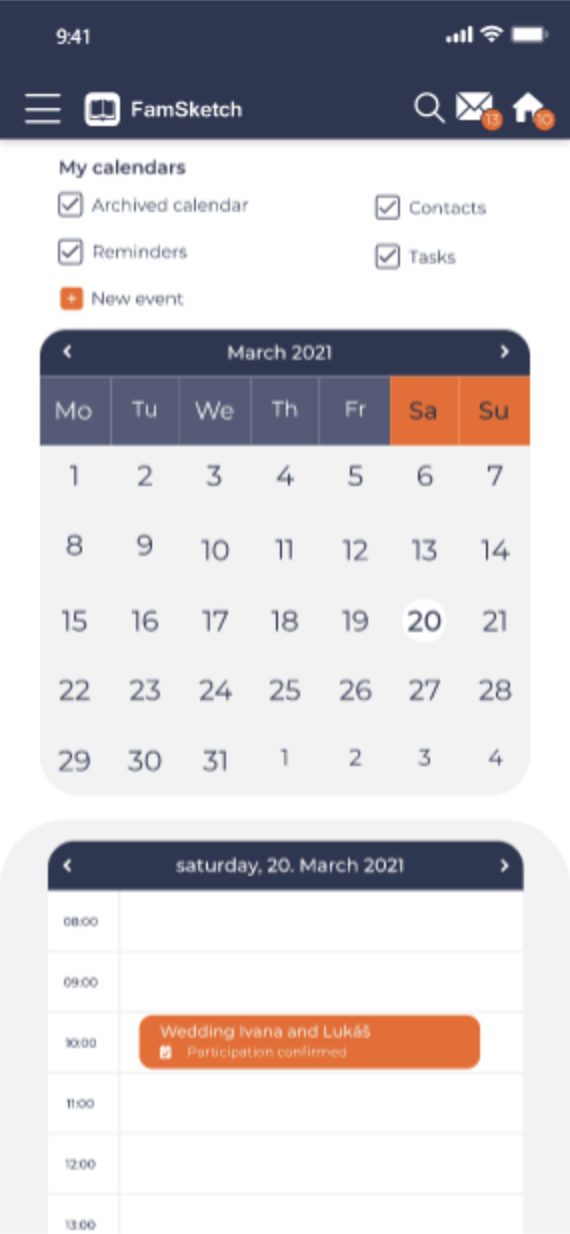 9:41
FamSketch
13
10
My calendars
Archived calendar
Contacts
Reminders
Tasks
New event
March 2021
Mo Tu We Th Fr Sa Su
1 2 3 4 5 6 7
8 9 10 11 12 13 14
15 16 17 18 19 20 21
22 23 24 25 26 27 28
29 30 31 1 2 3 4
saturday, 20. March 2021
08:00
09:00
10:00
Wedding Ivana and Lukáš
Participation confirmed
11:00
12:00
13:00